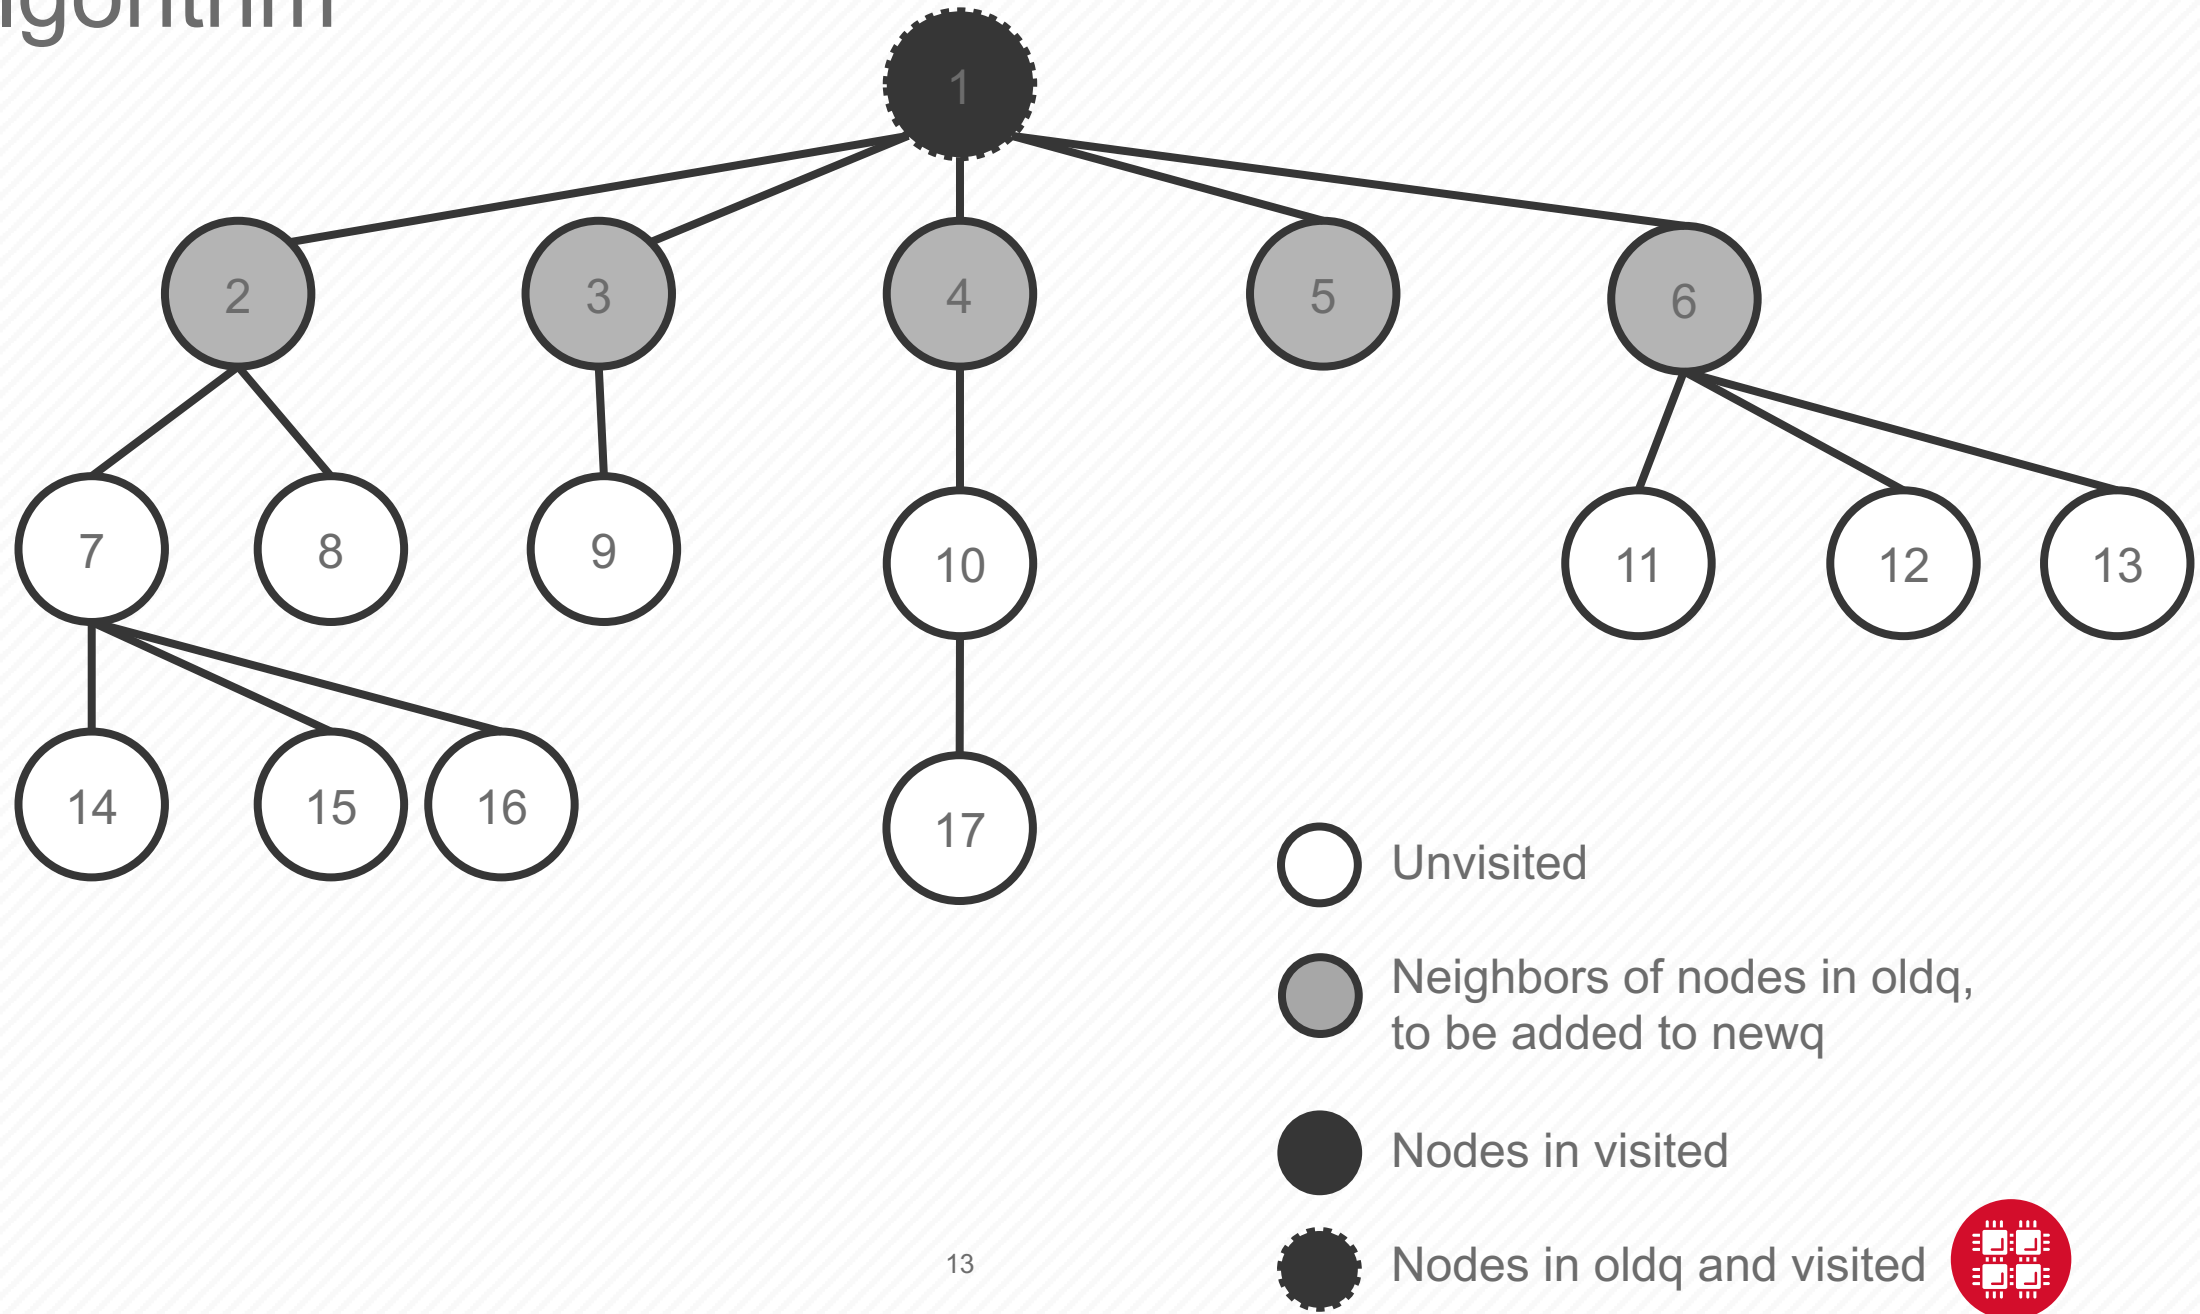 1
2 3 4 5 6
7 8 9 10 11 12 13
14 15 16 17
Unvisited
Neighbors of nodes in oldq,
to be added to newq
Nodes in visited
Nodes in oldq and visited
13